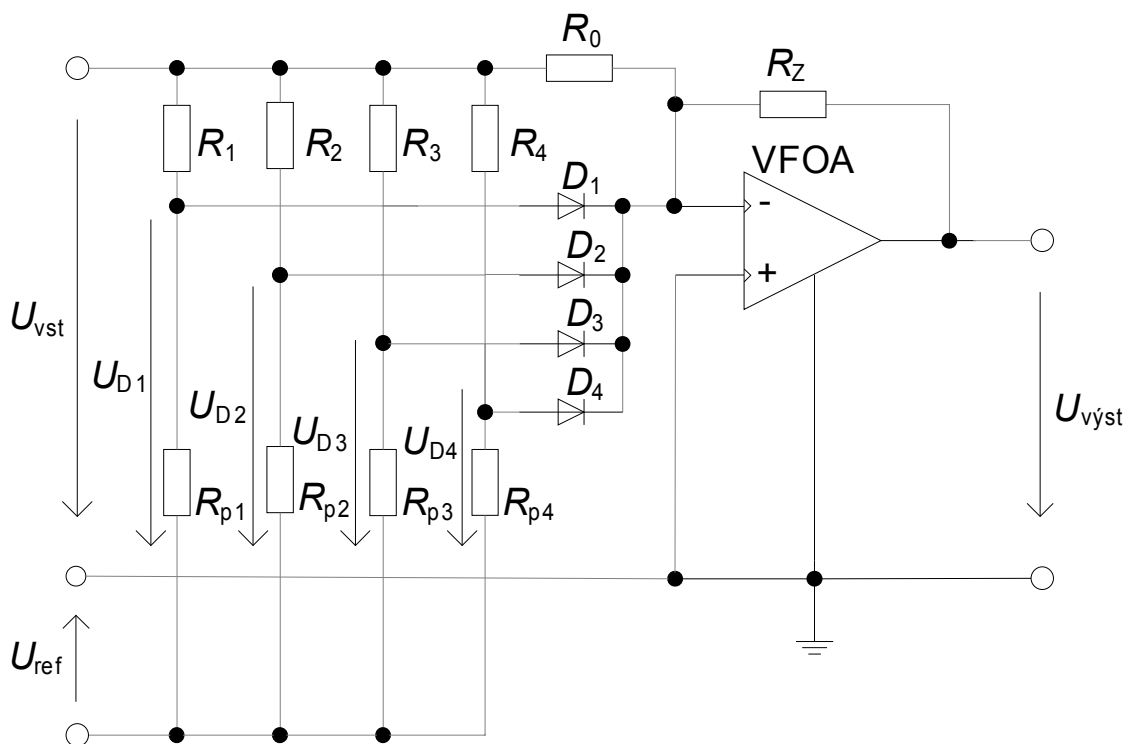 R0
RZ
R1
R2
R3
R4
VFOA
D1
-
D2
+
Uvst
D3
UD1
UD2
D4
UD3
UD4
Uvýst
Rp1
Rp2
Rp3
Rp4
Uref